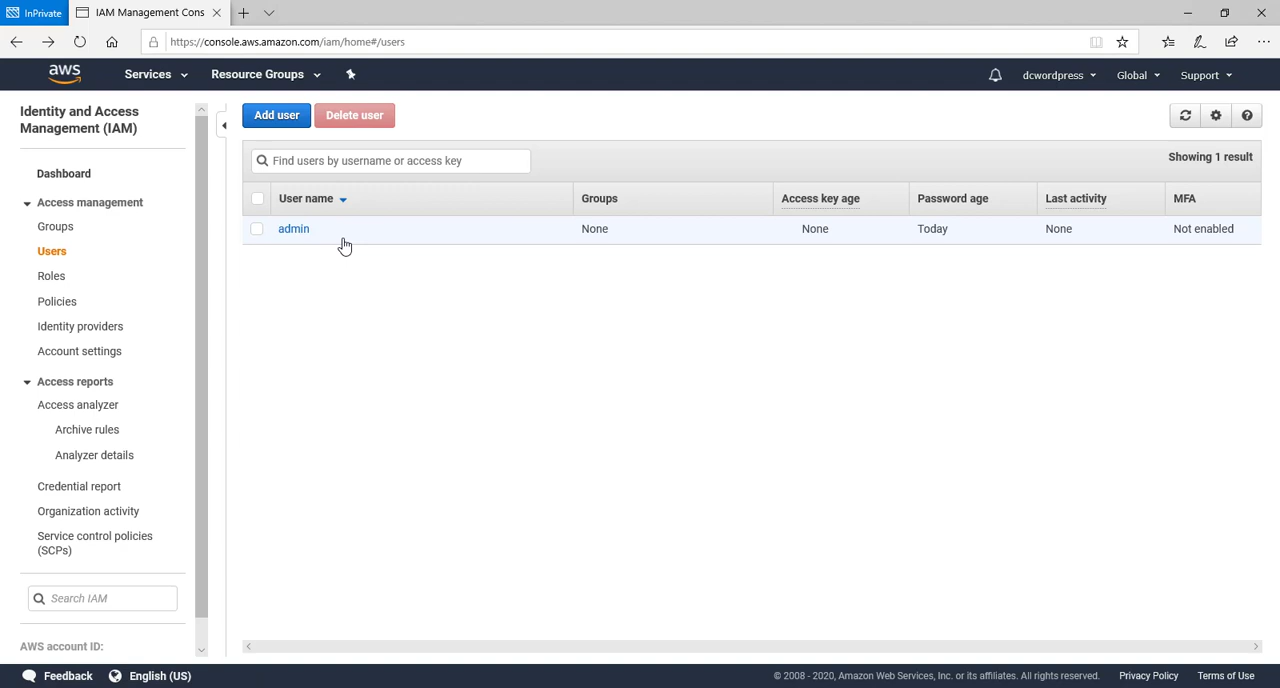 InPrivate
IAM Management Cons
https://console.aws.amazon.com/iam/home#/users
aws
Services
Resource Groups
dcwordpress
Global
Support
Identity and Access
Management (IAM)
Dashboard
Access management
Groups
Users
Roles
Policies
Identity providers
Account settings
Access reports
Access analyzer
Archive rules
Analyzer details
Credential report
Organization activity
Service control policies
(SCPs)
Search IAM
AWS account ID:
Add user
Delete user
Find users by username or access key
Showing 1 result
User name Groups Access key age Password age Last activity MFA
admin None None Today None Not enabled
Feedback
English (US)
© 2008 - 2020, Amazon Web Services, Inc. or its affiliates. All rights reserved.
Privacy Policy
Terms of Use